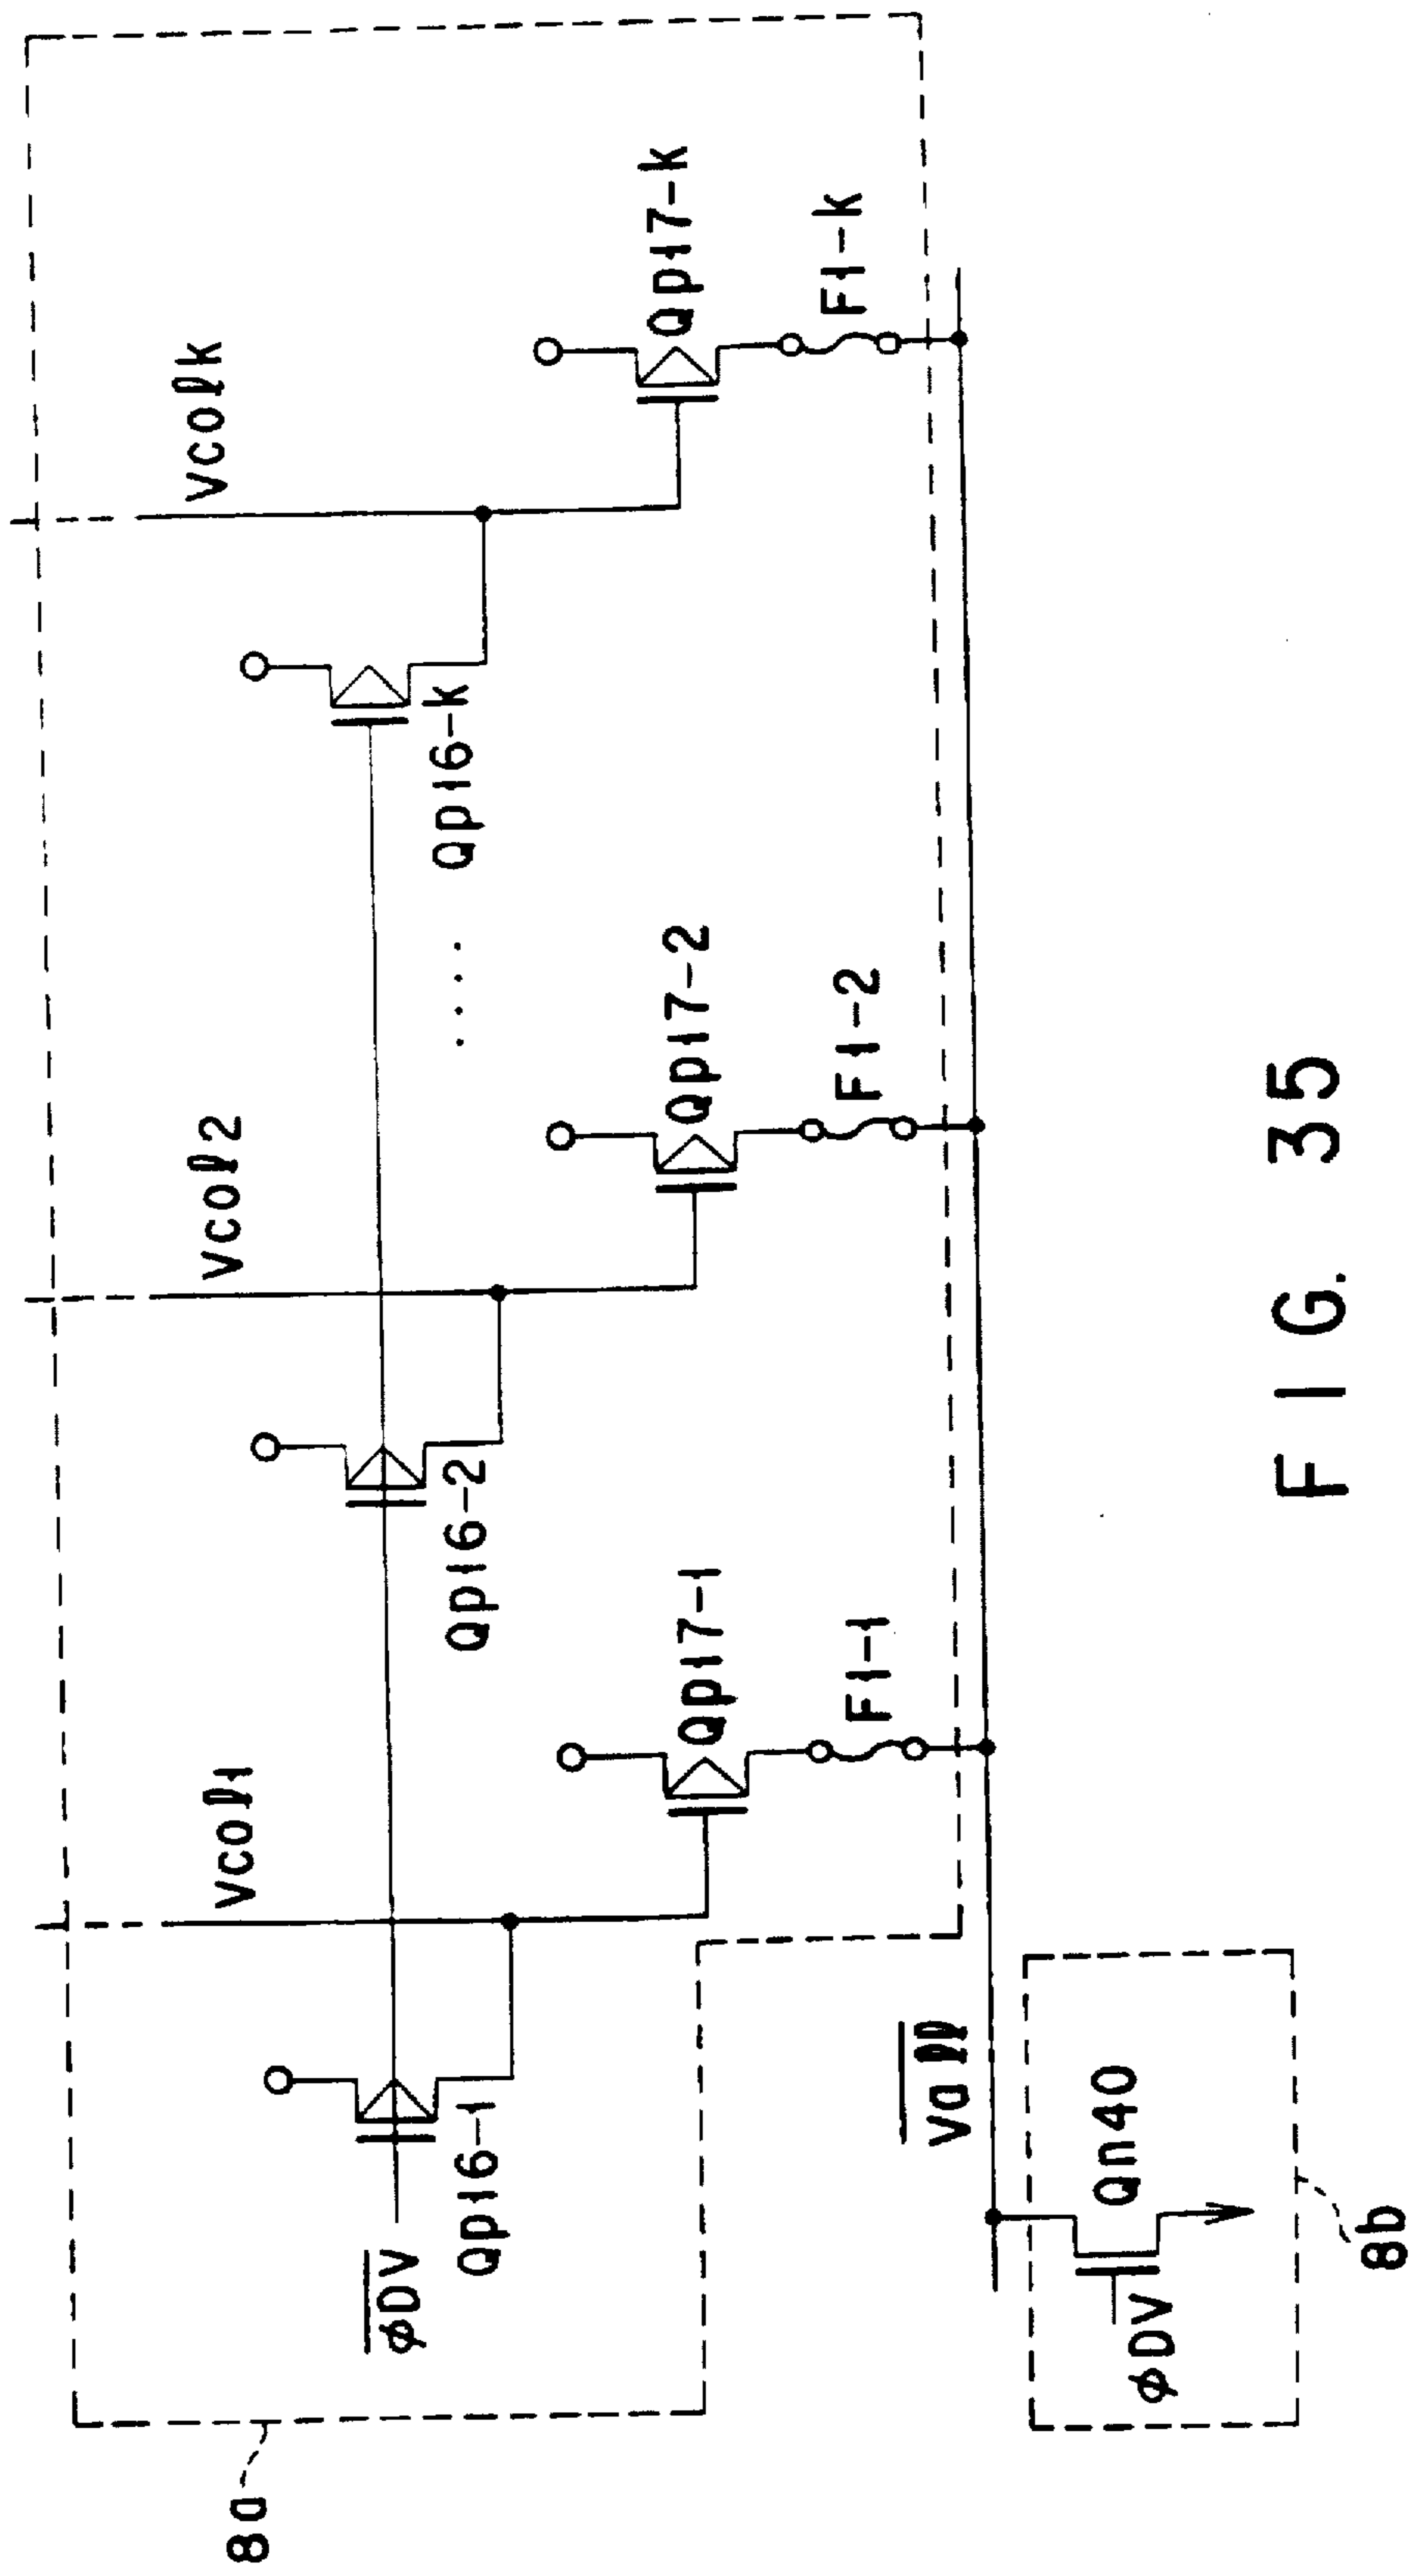 8a
Vcol1
Vcol2
Vcolk
φDV
Qp16-1
Qp16-2
....
Qp16-k
Qp17-1
Qp17-2
Qp17-k
F1-1
F1-2
F1-k
Vall
φDV
Qn40
8b
FIG. 35